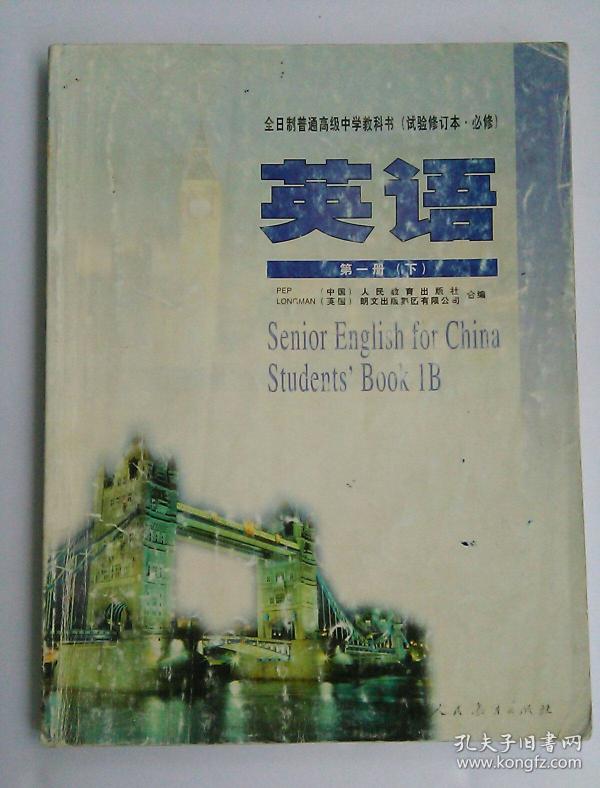 全日制普通高级中学教科书（试验修订本·必修）
英语
第一册（下）
PEP （中国）人民教育出版社
LONGMAN（英国）朗文出版集团有限公司 合编
Senior English for China
Students' Book 1B
人民教育出版社
孔夫子旧书网
www.kongfz.com